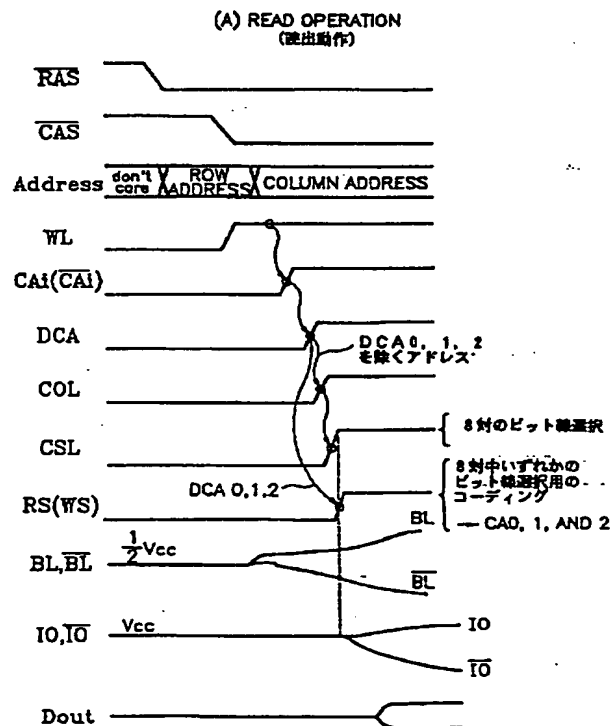 (A) READ OPERATION
(読出動作)
RAS
CAS
Address
don't care
ROW ADDRESS
COLUMN ADDRESS
WL
CAi(CAi)
DCA
DCA0, 1, 2
を除くアドレス
COL
CSL
8対のビット線選択
DCA 0,1,2
RS(WS)
8対中いずれかの
ビット線選択用の
コーディング
— CA0, 1, AND 2
BL,BL
1/2 Vcc
BL
BL
IO,IO
Vcc
IO
IO
Dout